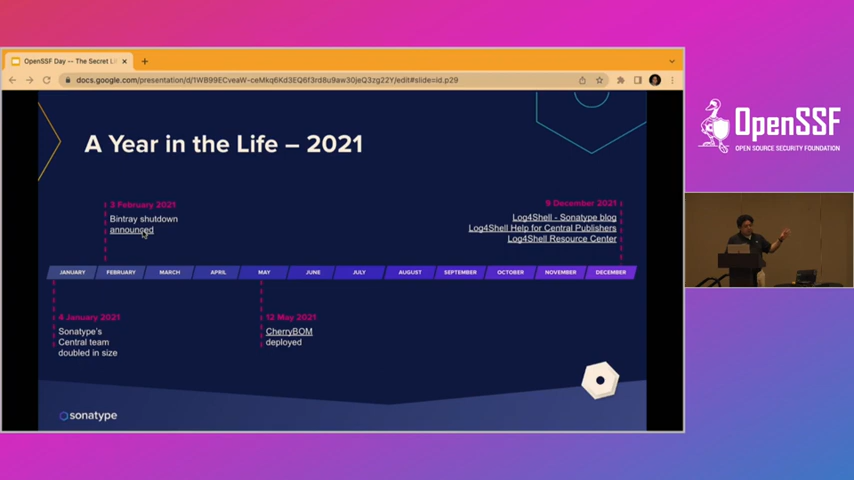 OpenSSF Day -- The Secret Li
docs.google.com/presentation/d/1WB99ECveaW-ceMkq6Kd3EQ6f3rd8u9aw30jeQ3zg22Y/edit#slide=id.p29
A Year in the Life – 2021
3 February 2021
Bintray shutdown
announced
9 December 2021
Log4Shell - Sonatype blog
Log4Shell Help for Central Publishers
Log4Shell Resource Center
JANUARY FEBRUARY MARCH APRIL MAY JUNE JULY AUGUST SEPTEMBER OCTOBER NOVEMBER DECEMBER
4 January 2021
Sonatype's
Central team
doubled in size
12 May 2021
CherryBOM
deployed
sonatype
OpenSSF
OPEN SOURCE SECURITY FOUNDATION